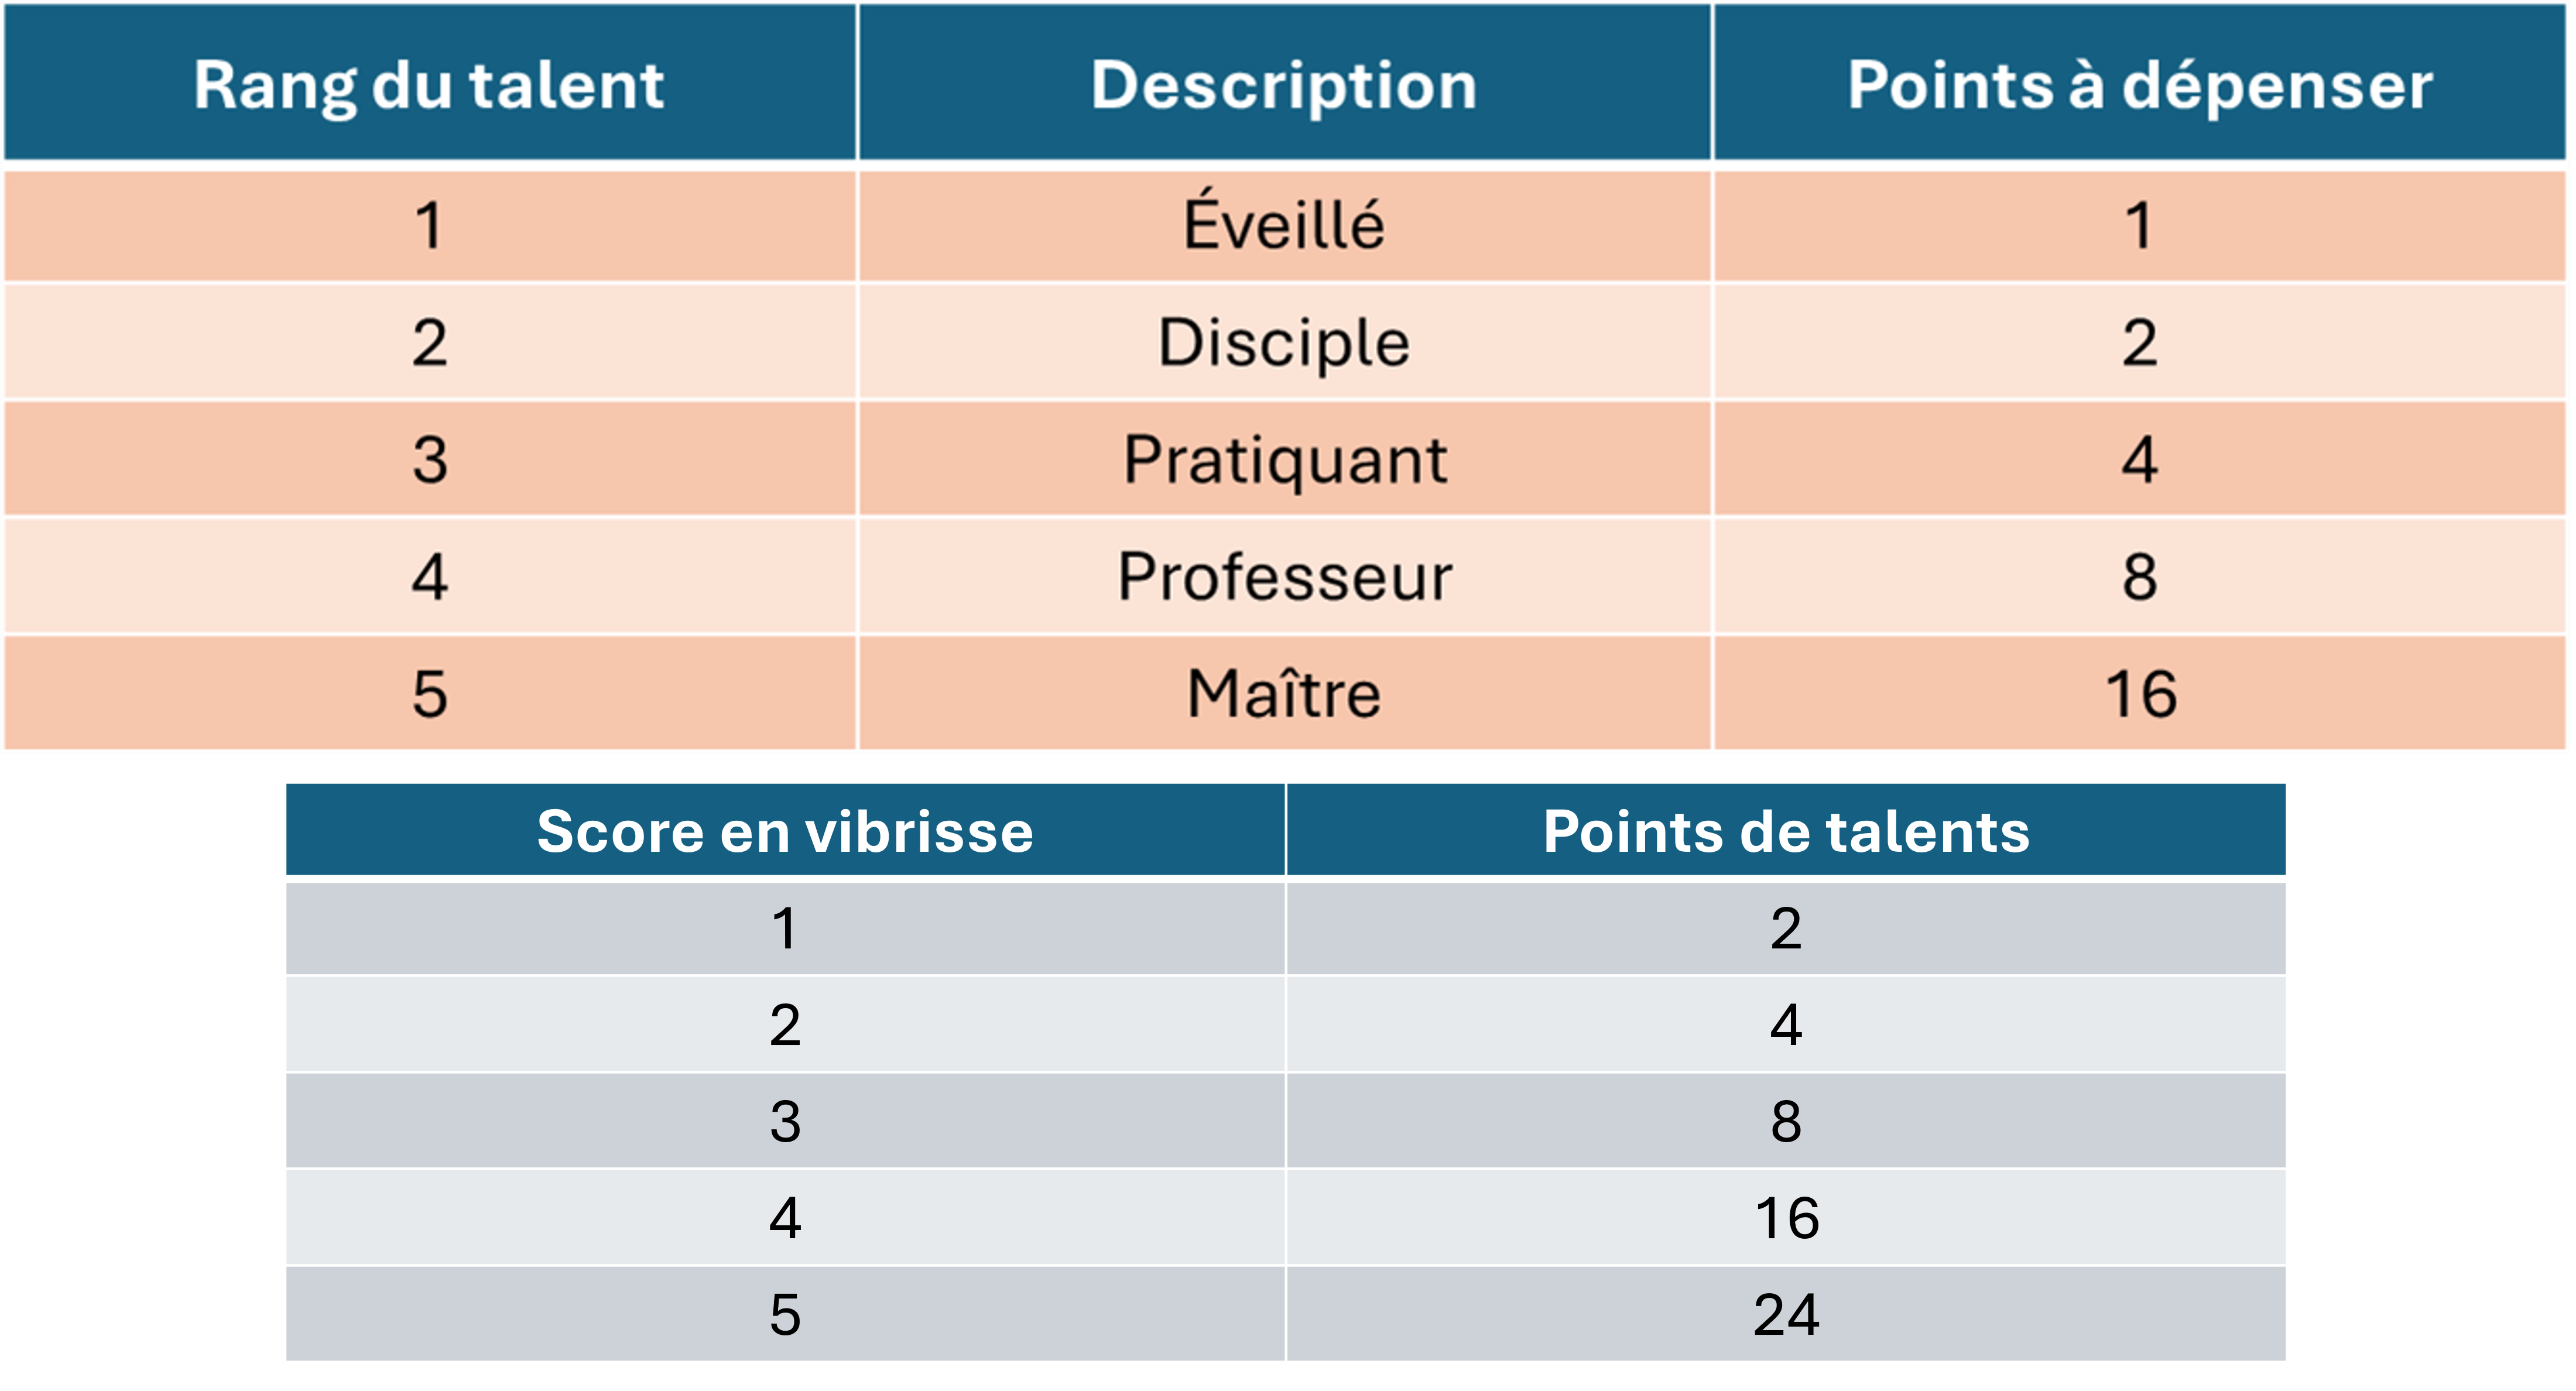 Rang du talent Description Points à dépenser
1 Éveillé 1
2 Disciple 2
3 Pratiquant 4
4 Professeur 8
5 Maître 16
Score en vibrisse Points de talents
1 2
2 4
3 8
4 16
5 24